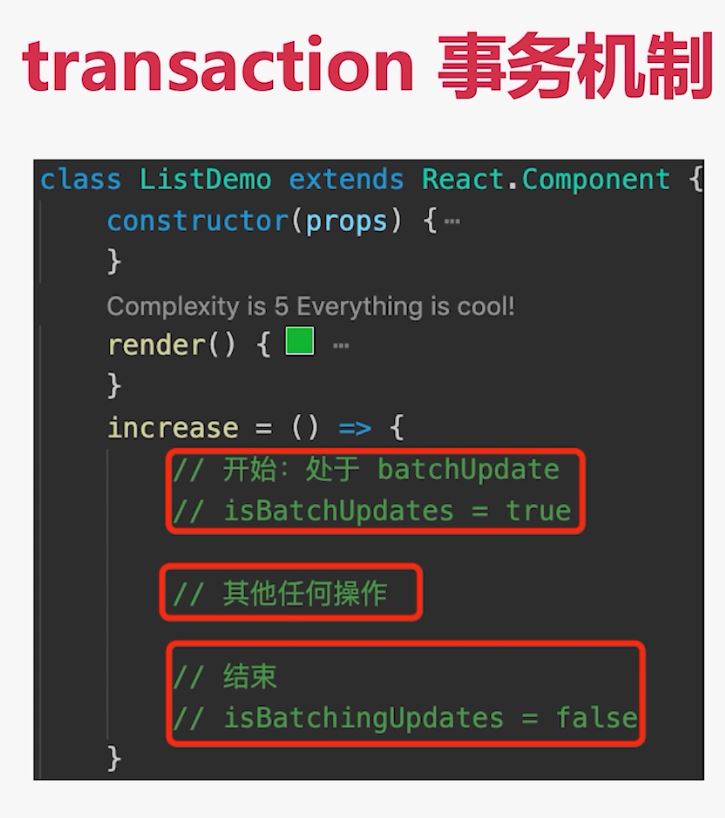 transaction 事务机制
class ListDemo extends React.Component {
constructor(props) {…
}
Complexity is 5 Everything is cool!
render() { …
}
increase = () => {
// 开始：处于 batchUpdate
// isBatchUpdates = true
// 其他任何操作
// 结束
// isBatchingUpdates = false
}